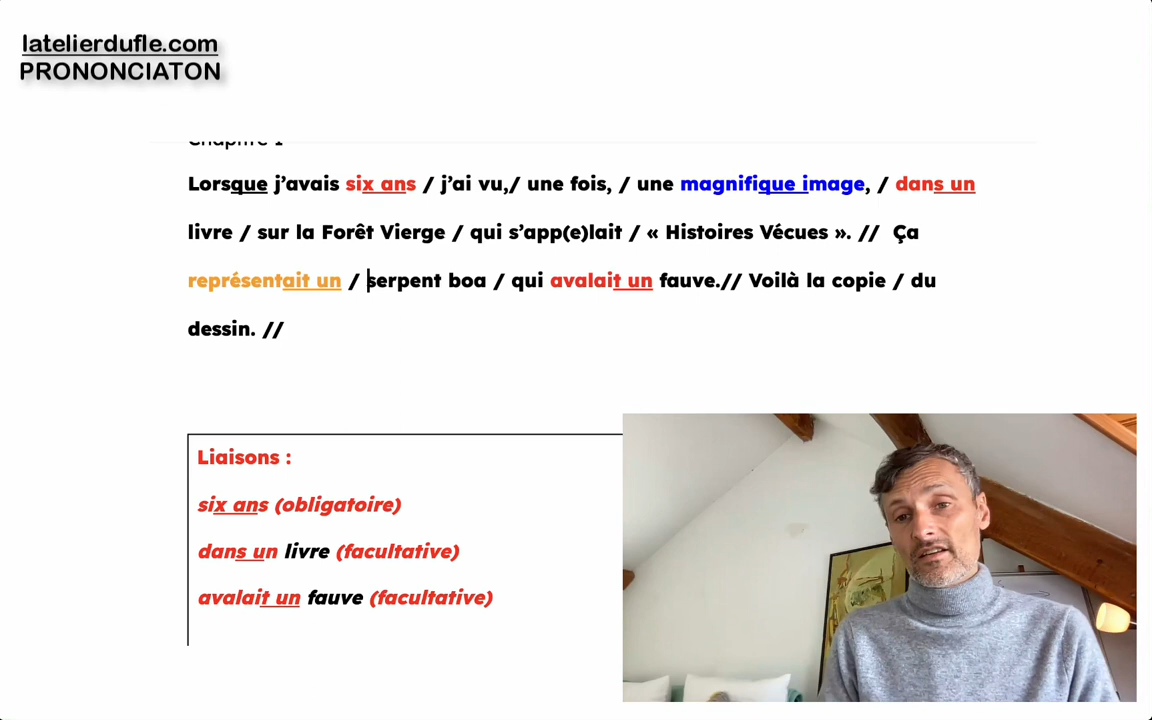 latelierdufle.com
PRONONCIATON
Chapitre 1
Lorsque j’avais six ans / j’ai vu,/ une fois, / une magnifique image, / dans un
livre / sur la Forêt Vierge / qui s’app(e)lait / « Histoires Vécues ». // Ça
représentait un / serpent boa / qui avalait un fauve.// Voilà la copie / du
dessin. //
Liaisons :
six ans (obligatoire)
dans un livre (facultative)
avalait un fauve (facultative)